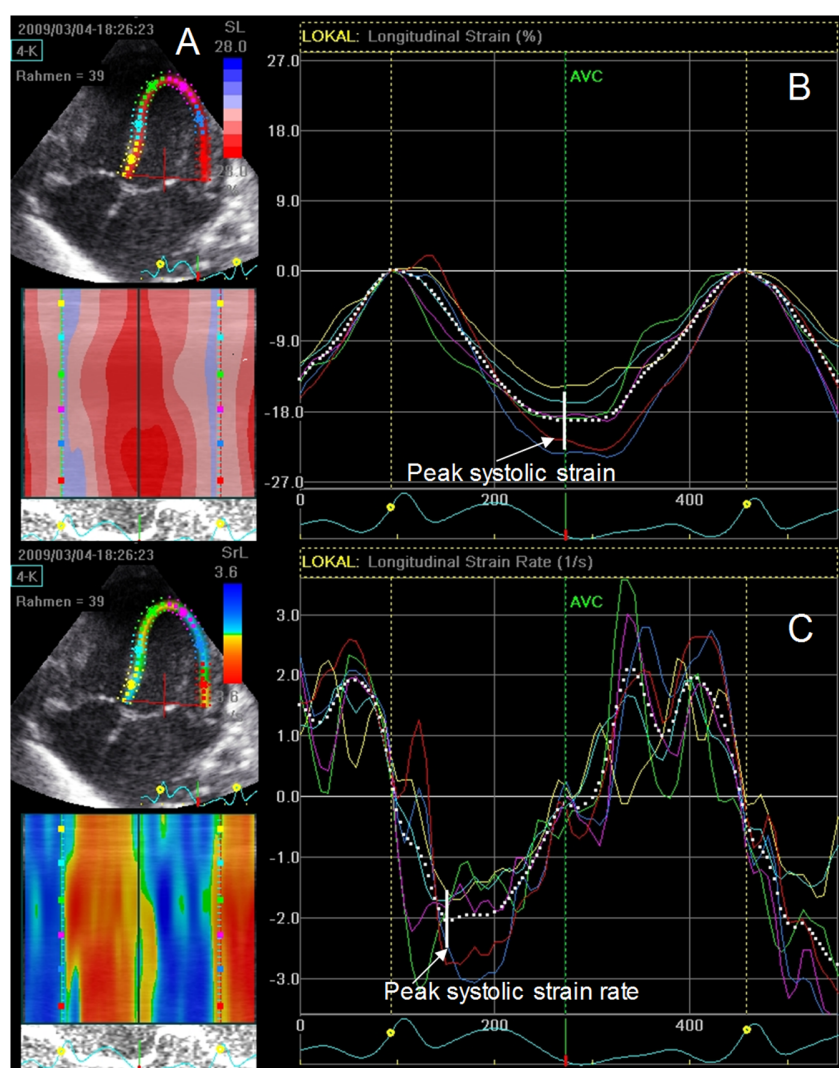 2009/03/04-18:26:23
A
SL
28.0
4-K
Rahmen = 39
LOKAL: Longitudinal Strain (%)
27.0
AVC
B
18.0
9.0
0.0
-9.0
-18.0
Peak systolic strain
-27.0
0
200
400
2009/03/04-18:26:23
SrL
3.6
4-K
Rahmen = 39
LOKAL: Longitudinal Strain Rate (1/s)
AVC
C
3.0
2.0
1.0
0.0
-1.0
-2.0
-3.0
Peak systolic strain rate
0
200
400